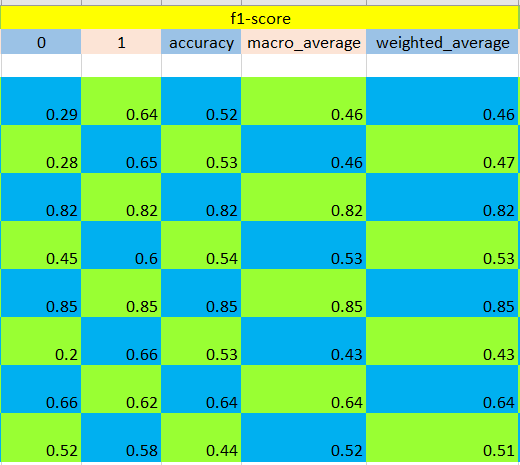 f1-score
0 1 accuracy macro_average weighted_average
0.29 0.64 0.52 0.46 0.46
0.28 0.65 0.53 0.46 0.47
0.82 0.82 0.82 0.82 0.82
0.45 0.6 0.54 0.53 0.53
0.85 0.85 0.85 0.85 0.85
0.2 0.66 0.53 0.43 0.43
0.66 0.62 0.64 0.64 0.64
0.52 0.58 0.44 0.52 0.51